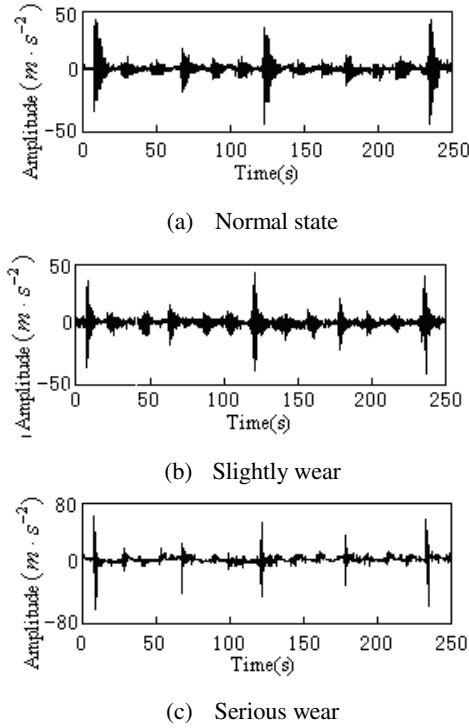 50
0
-50
Amplitude (m · s⁻²)
0 50 100 150 200 250
Time(s)
(a) Normal state
50
0
-50
Amplitude (m · s⁻²)
0 50 100 150 200 250
Time(s)
(b) Slightly wear
80
0
-80
Amplitude (m · s⁻²)
0 50 100 150 200 250
Time(s)
(c) Serious wear